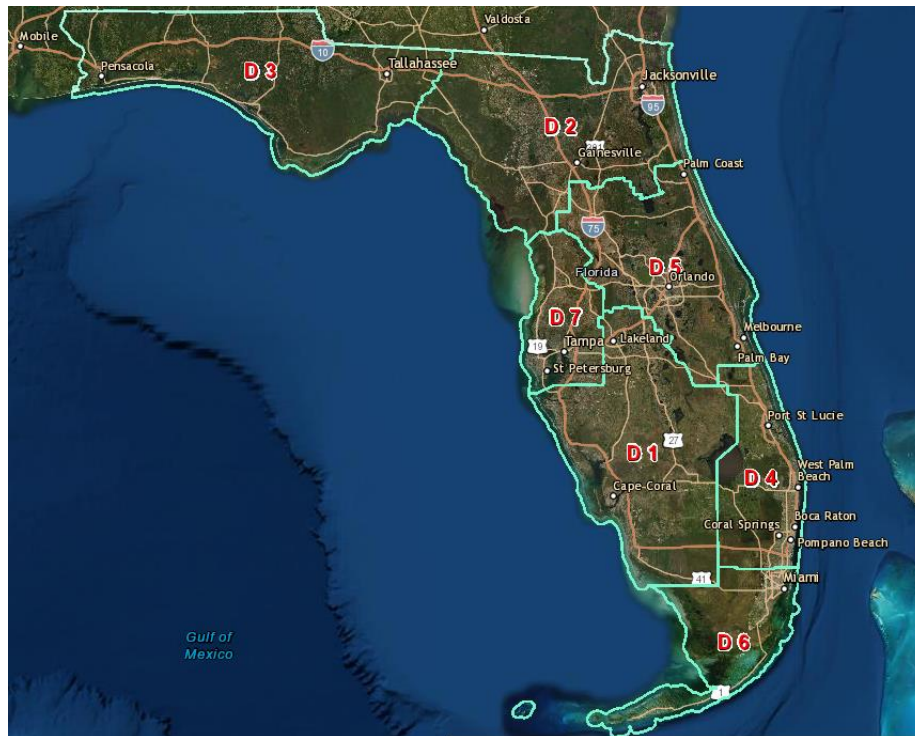 Valdosta
Mobile
10
D 3
Pensacola
Tallahassee
Jacksonville
95
D 2
Gainesville
Palm Coast
75
Florida
D 5
Orlando
D 7
19
Tampa
Lakeland
Melbourne
Palm Bay
St Petersburg
Port St Lucie
27
D 1
D 4
West Palm
Beach
Cape Coral
Coral Springs
Boca Raton
Pompano Beach
41
Miami
Gulf of
Mexico
D 6
1